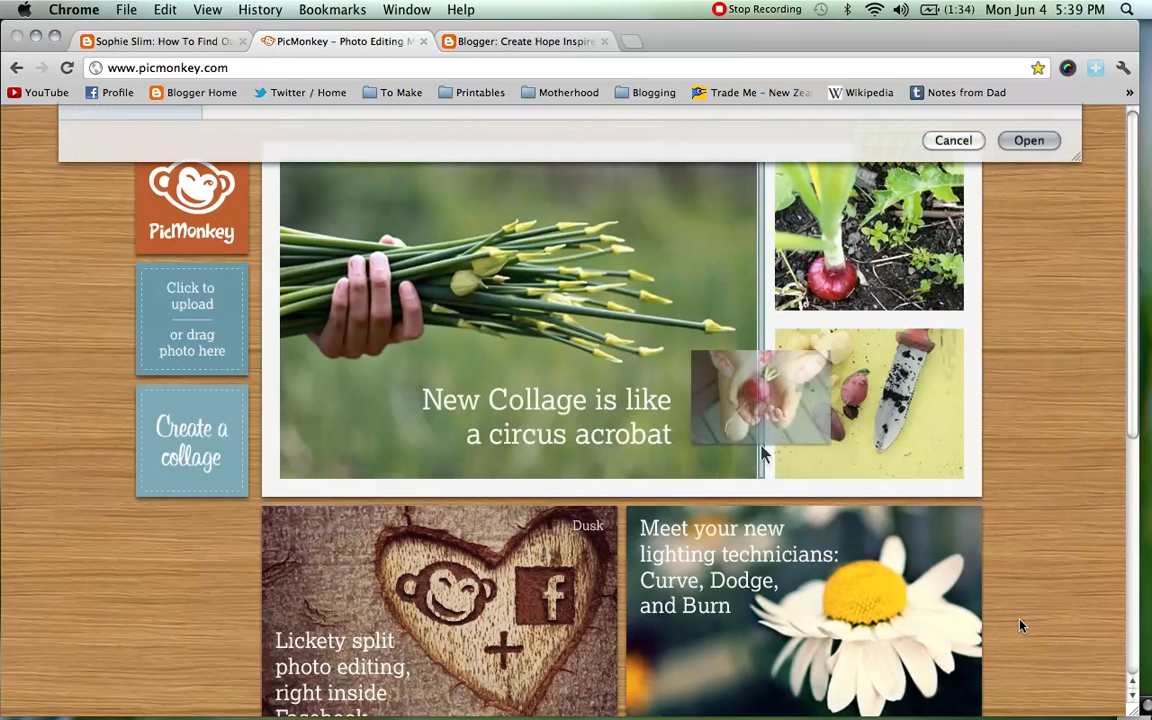 Chrome File Edit View History Bookmarks Window Help Stop Recording (1:34) Mon Jun 4 5:39 PM
Sophie Slim: How To Find Ou PicMonkey – Photo Editing M Blogger: Create Hope Inspire
www.picmonkey.com
YouTube Profile Blogger Home Twitter / Home To Make Printables Motherhood Blogging Trade Me – New Zea Wikipedia Notes from Dad »
Cancel Open
PicMonkey
Click to
upload
or drag
photo here
Create a
collage
New Collage is like
a circus acrobat
Dusk
Lickety split
photo editing,
right inside
Facebook
Meet your new
lighting technicians:
Curve, Dodge,
and Burn